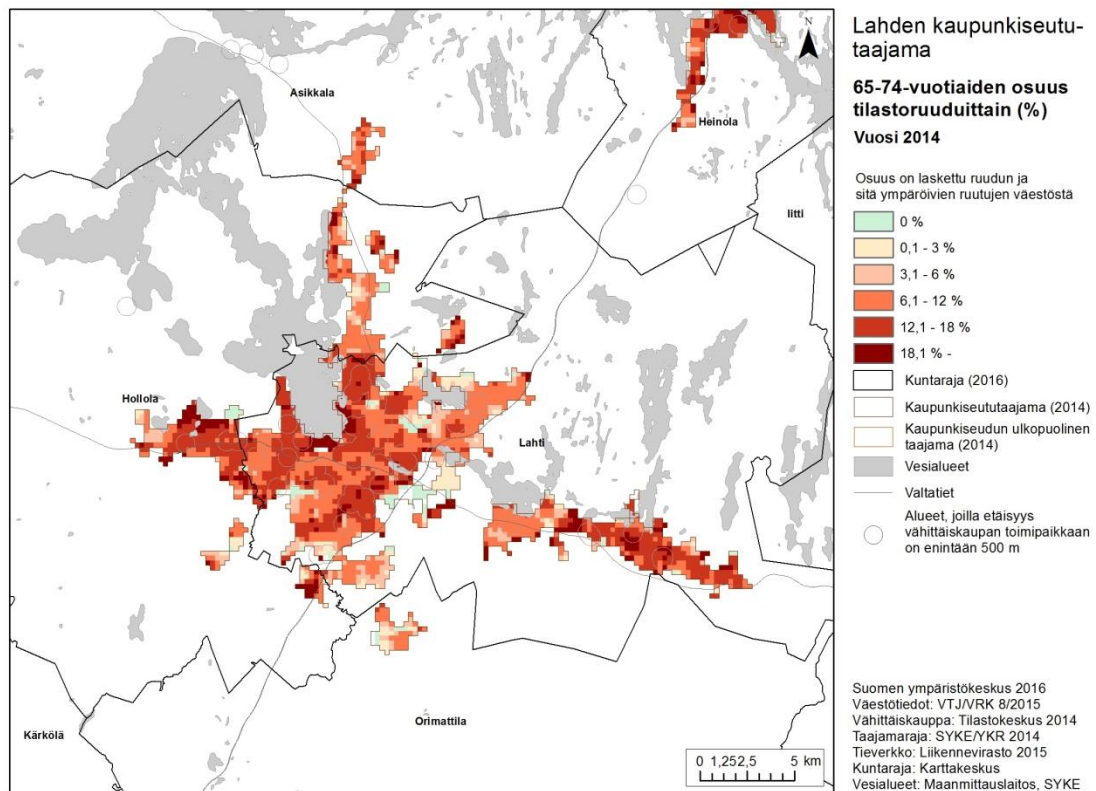 Lahden kaupunkiseutu-
taajama
65-74-vuotiaiden osuus
tilastoruuduittain (%)
Vuosi 2014
Osuus on laskettu ruudun ja
sitä ympäröivien ruutujen väestöstä
0 %
0,1 - 3 %
3,1 - 6 %
6,1 - 12 %
12,1 - 18 %
18,1 % -
Kuntaraja (2016)
Kaupunkiseututaajama (2014)
Kaupunkiseudun ulkopuolinen
taajama (2014)
Vesialueet
Valtatiet
Alueet, joilla etäisyys
vähittäiskaupan toimipaikkaan
on enintään 500 m
Suomen ympäristökeskus 2016
Väestötiedot: VTJ/VRK 8/2015
Vähittäiskauppa: Tilastokeskus 2014
Taajamaraja: SYKE/YKR 2014
Tieverkko: Liikennevirasto 2015
Kuntaraja: Karttakeskus
Vesialueet: Maanmittauslaitos, SYKE
N
Asikkala
Heinola
Iitti
Hollola
Lahti
Kärkölä
Orimattila
0 1,252,5 5 km